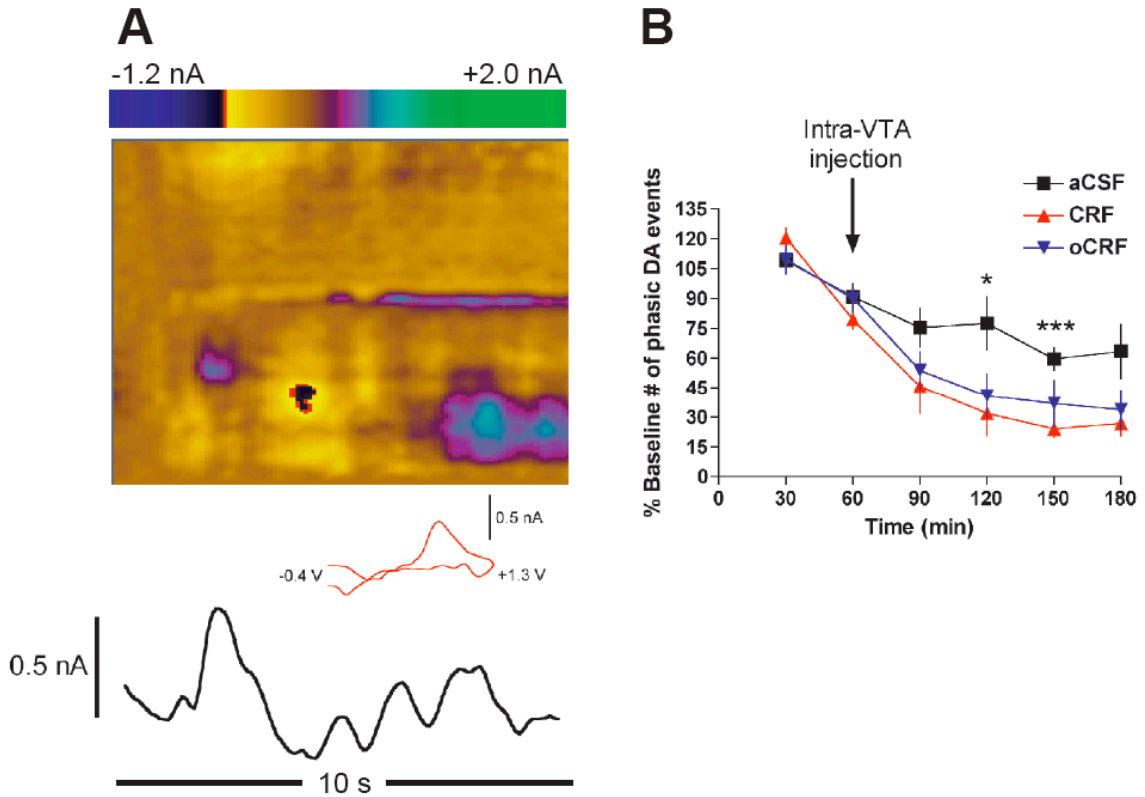 A
-1.2 nA +2.0 nA
0.5 nA
-0.4 V +1.3 V
0.5 nA
10 s
B
Intra-VTA
injection
aCSF
CRF
oCRF
% Baseline # of phasic DA events
135
120
105
90
75
60
45
30
15
0
*
***
0 30 60 90 120 150 180
Time (min)